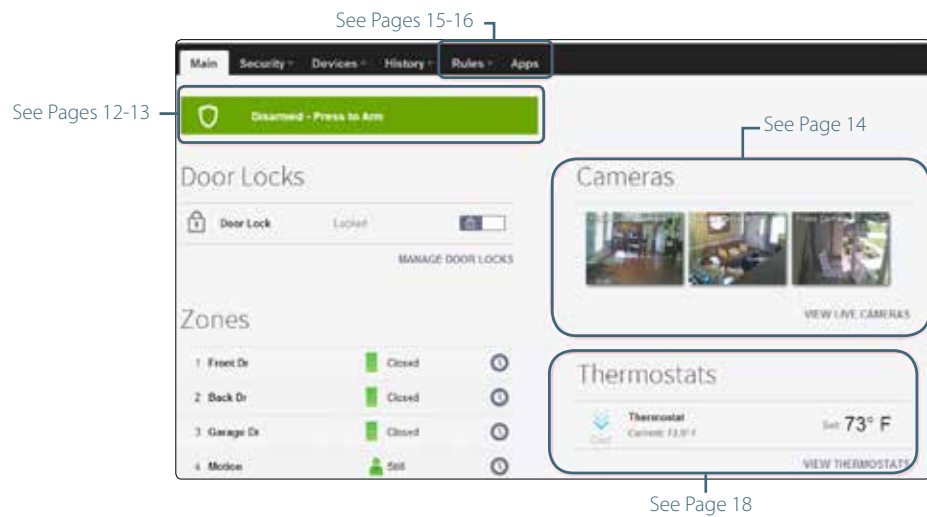 See Pages 15-16
Main Security Devices History Rules Apps
See Pages 12-13
Disarmed - Press to Arm
See Page 14
Door Locks
Door Lock Locked
MANAGE DOOR LOCKS
Cameras
VIEW LIVE CAMERAS
Zones
1 Front Dr Closed
2 Back Dr Closed
3 Garage Dr Closed
4 Motion Still
Thermostats
Thermostat
Set: 73° F
VIEW THERMOSTATS
See Page 18